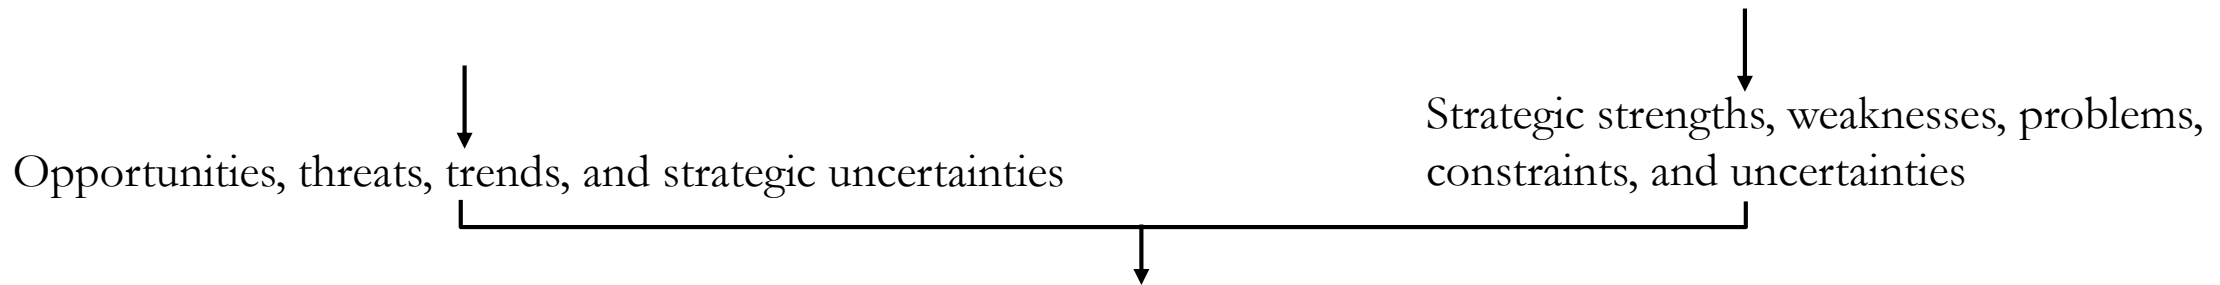 Opportunities, threats, trends, and strategic uncertainties
Strategic strengths, weaknesses, problems,
constraints, and uncertainties